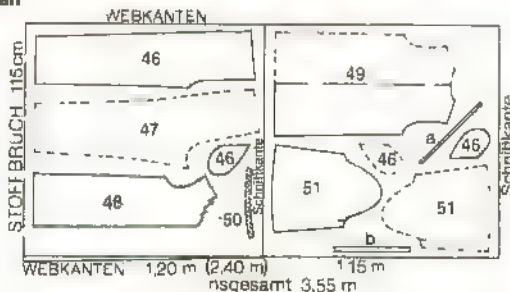 WEBKANTEN
STOFFBRUCH 115cm
46
47
48
46
50
Schnittkante
49
46
a
46
51
51
Schnittkante
b
WEBKANTEN 1,20 m (2,40 m) 1,15 m
nsgesamt 3,55 m